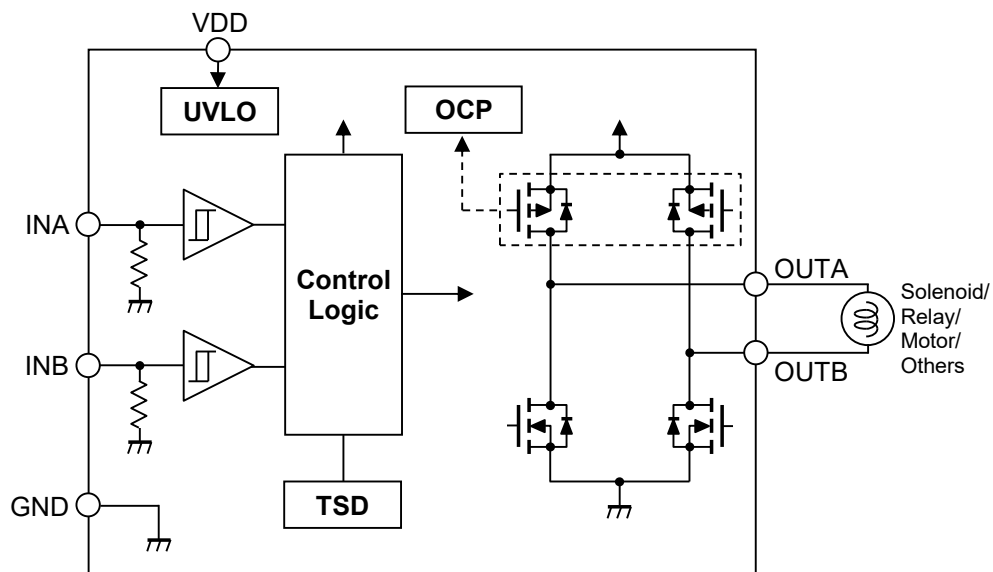 VDD
UVLO
OCP
INA
Control
Logic
OUTA
Solenoid/
Relay/
Motor/
Others
INB
OUTB
GND
TSD